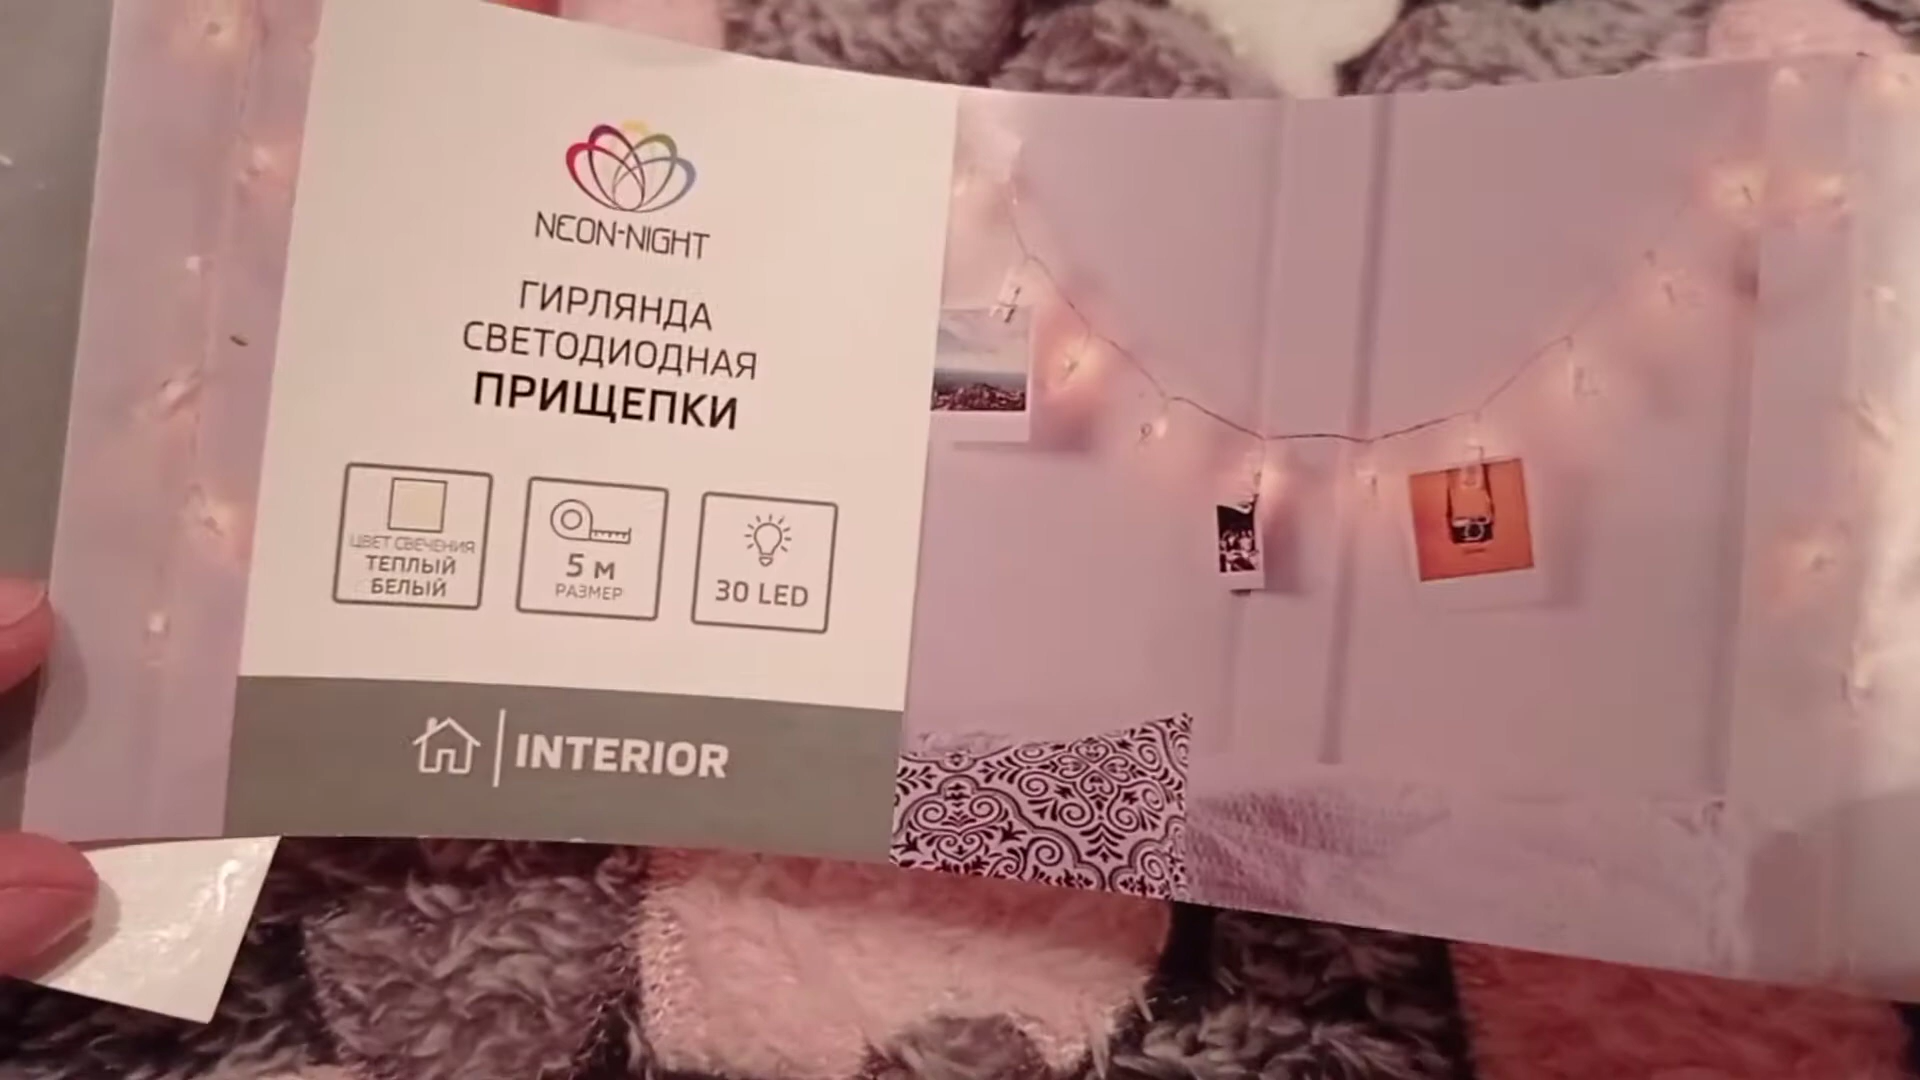 NEON-NIGHT
ГИРЛЯНДА
СВЕТОДИОДНАЯ
ПРИЩЕПКИ
ЦВЕТ СВЕЧЕНИЯ
ТЕПЛЫЙ
БЕЛЫЙ
5 м
РАЗМЕР
30 LED
INTERIOR